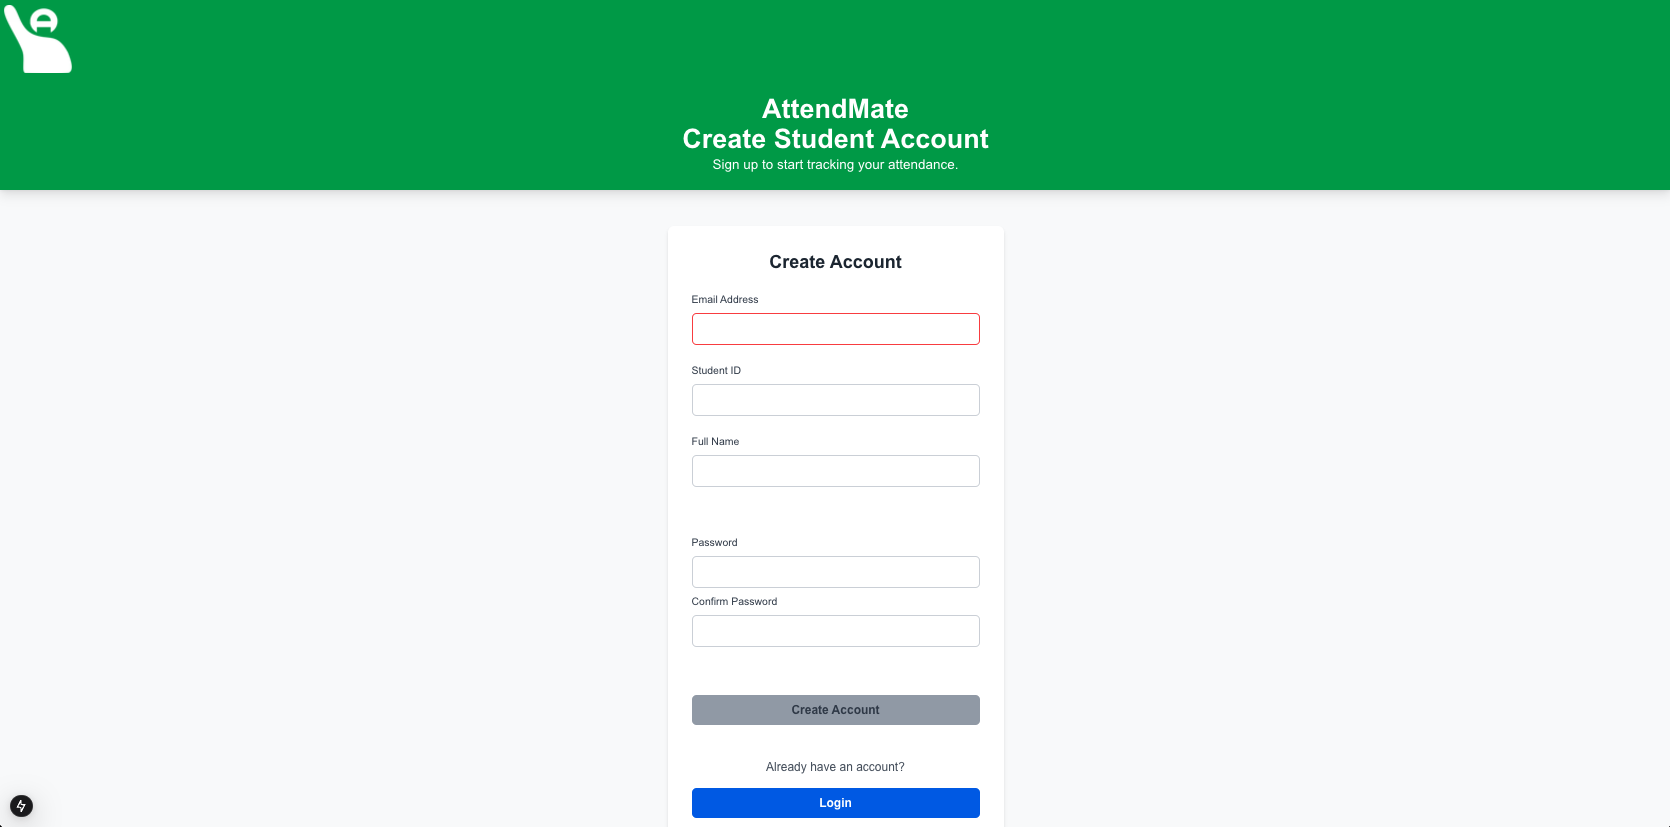 AttendMate
Create Student Account
Sign up to start tracking your attendance.
Create Account
Email Address
Student ID
Full Name
Password
Confirm Password
Create Account
Already have an account?
Login